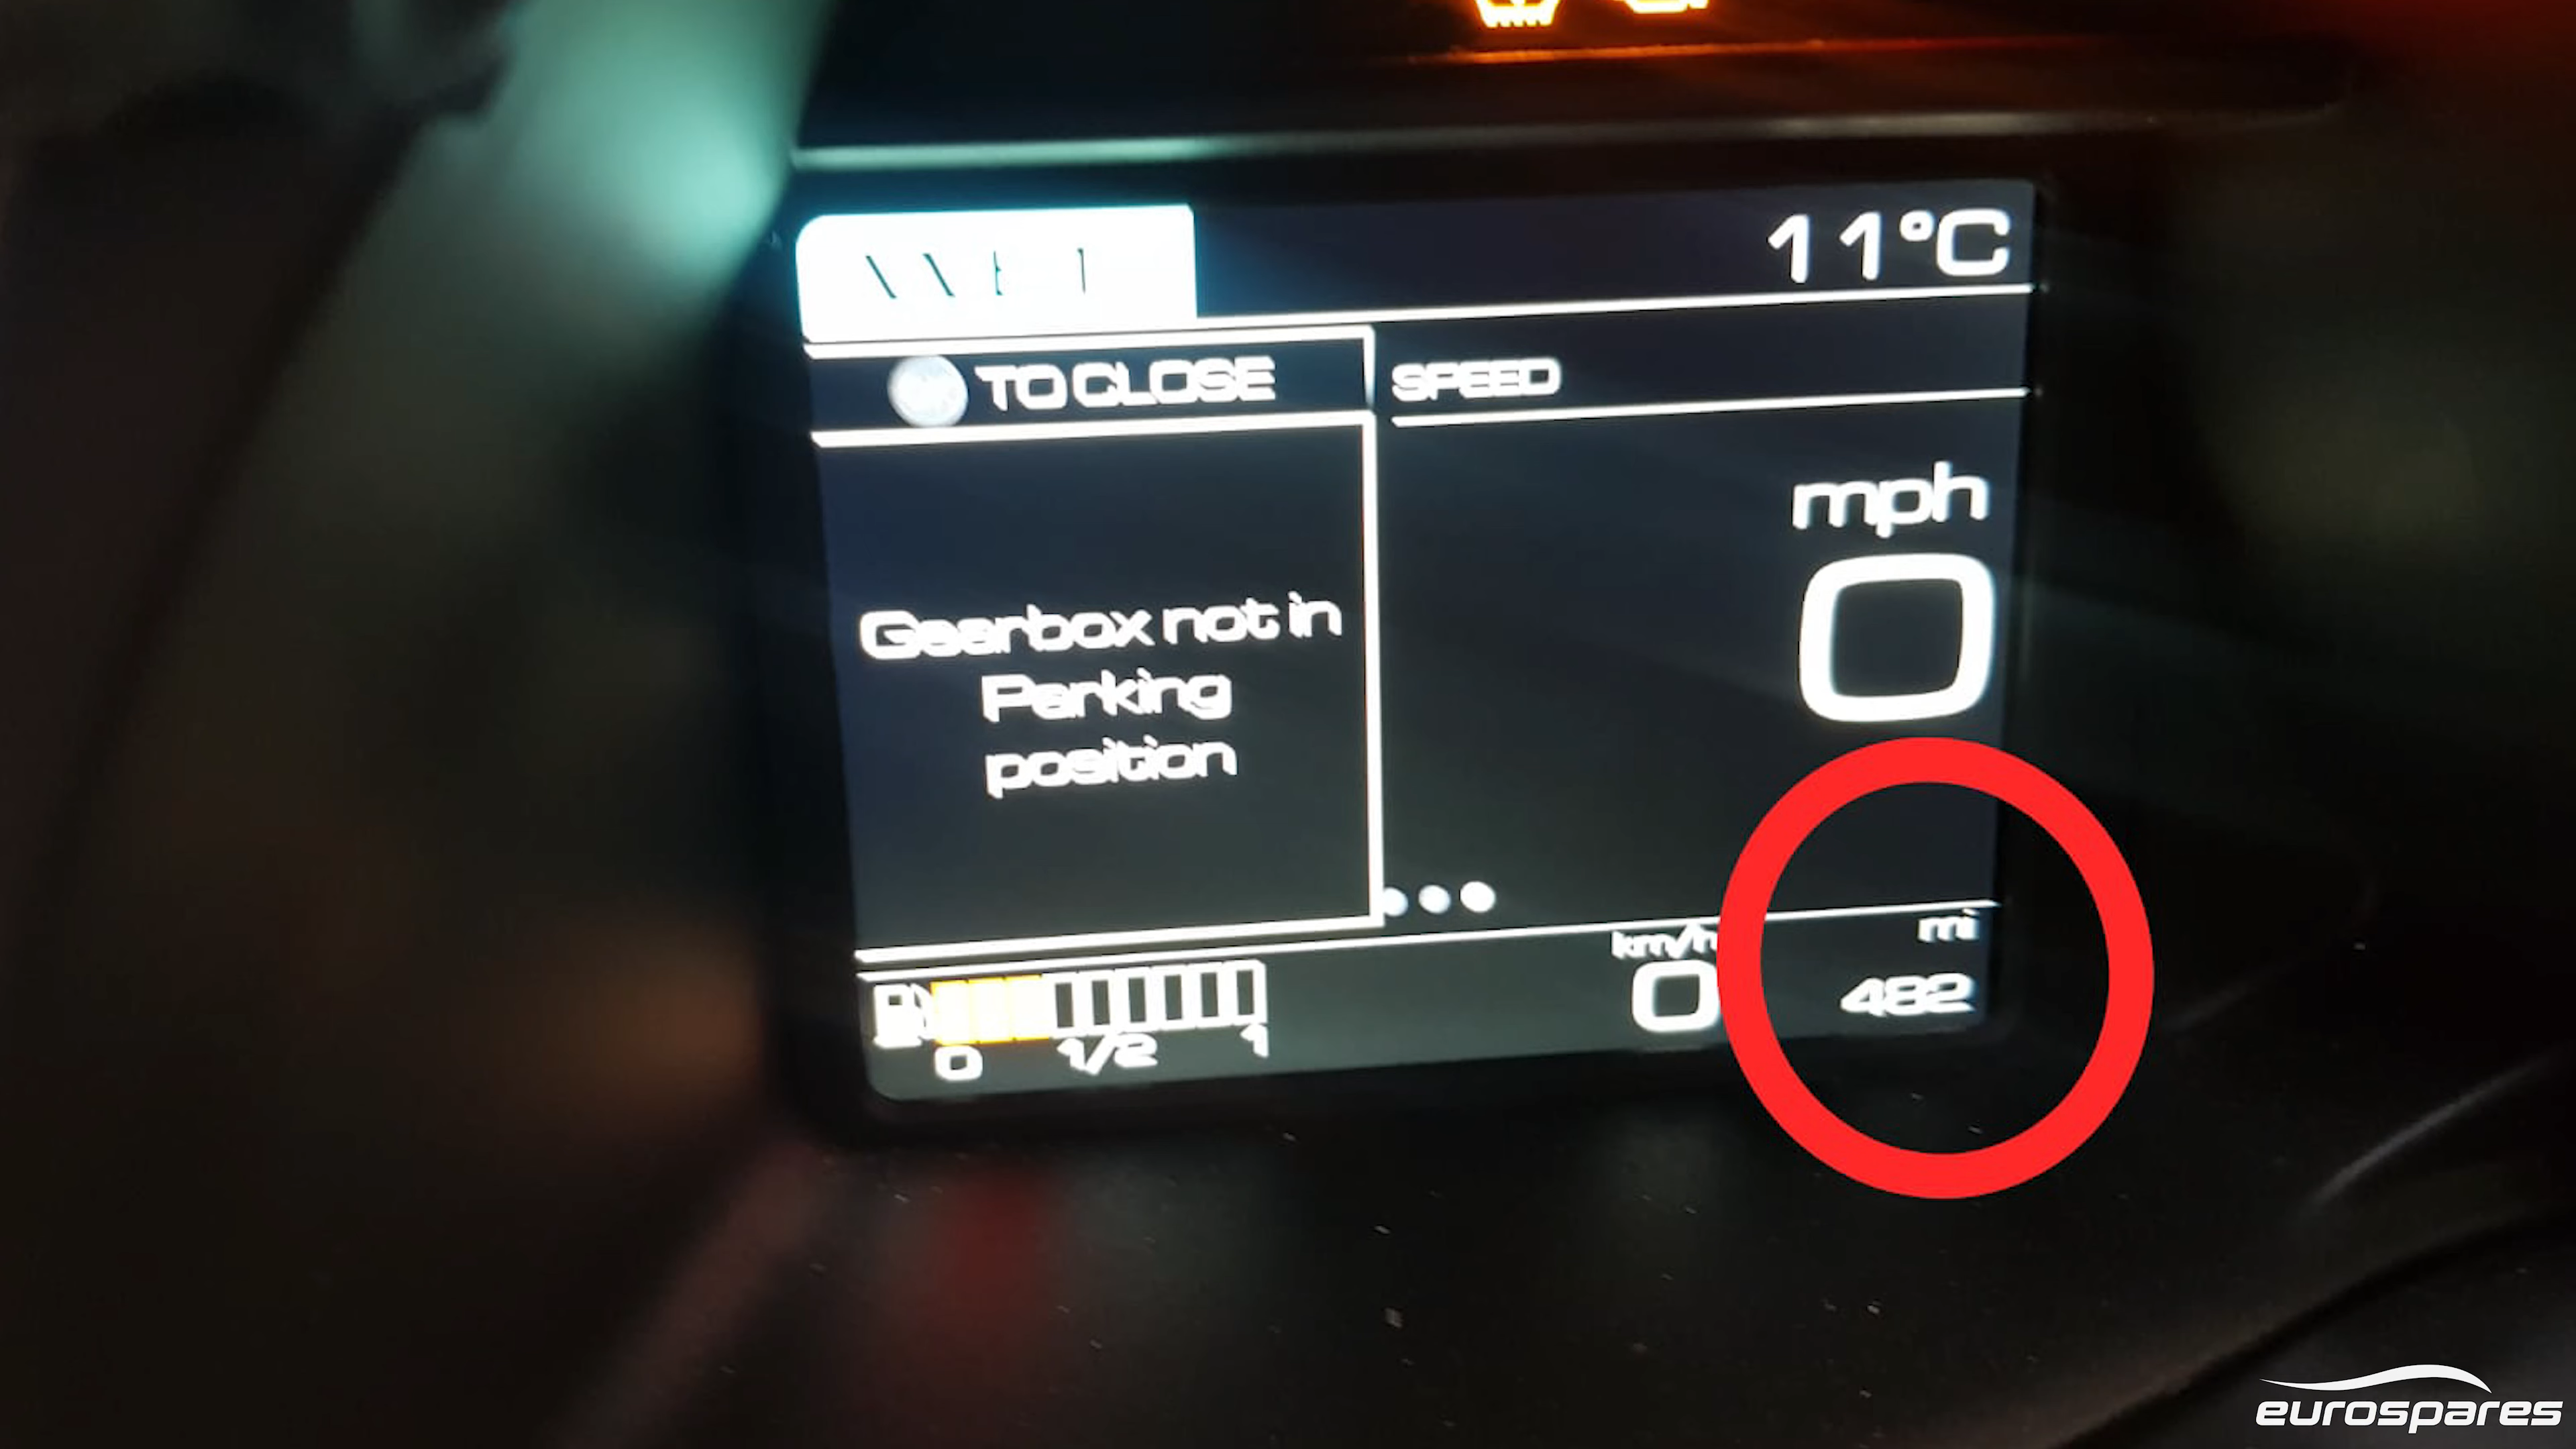 WET
11°C
TO CLOSE
SPEED
mph
0
Gearbox not in
Parking
position
km/h
0
mi
482
0 1/2 1
eurospares